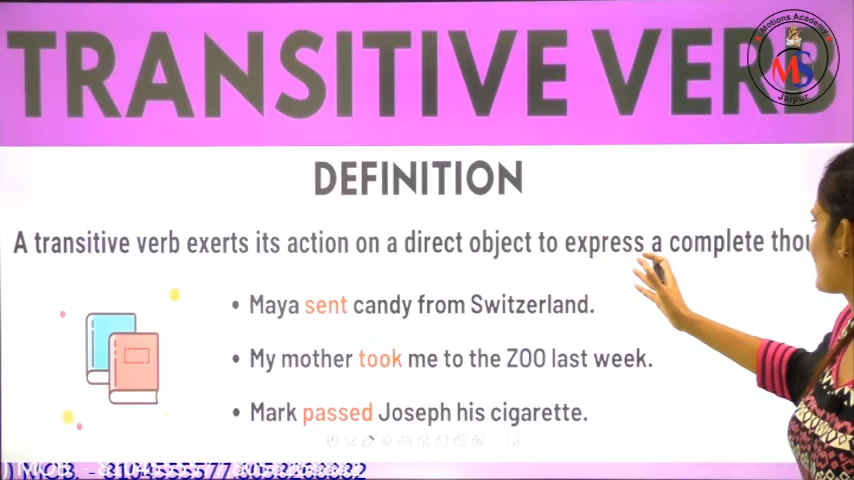 TRANSITIVE VERB
Motions Academy
MS
Jaipur
DEFINITION
A transitive verb exerts its action on a direct object to express a complete
• Maya sent candy from Switzerland.
• My mother took me to the ZOO last week.
• Mark passed Joseph his cigarette.
) MOB. -